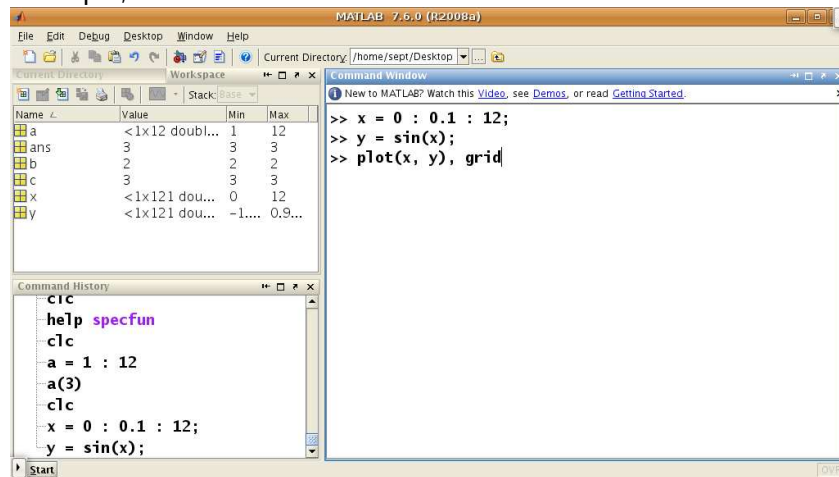 MATLAB 7.6.0 (R2008a)
File Edit Debug Desktop Window Help
Current Directory: /home/sept/Desktop
Current Directory Workspace
Stack: Base
Name Value Min Max
a <1x12 doubl... 1 12
ans 3 3 3
b 2 2 2
c 3 3 3
x <1x121 dou... 0 12
y <1x121 dou... -1.... 0.9...
Command History
clc
help specfun
clc
a = 1 : 12
a(3)
clc
x = 0 : 0.1 : 12;
y = sin(x);
Command Window
New to MATLAB? Watch this Video, see Demos, or read Getting Started.
>> x = 0 : 0.1 : 12;
>> y = sin(x);
>> plot(x, y), grid
Start